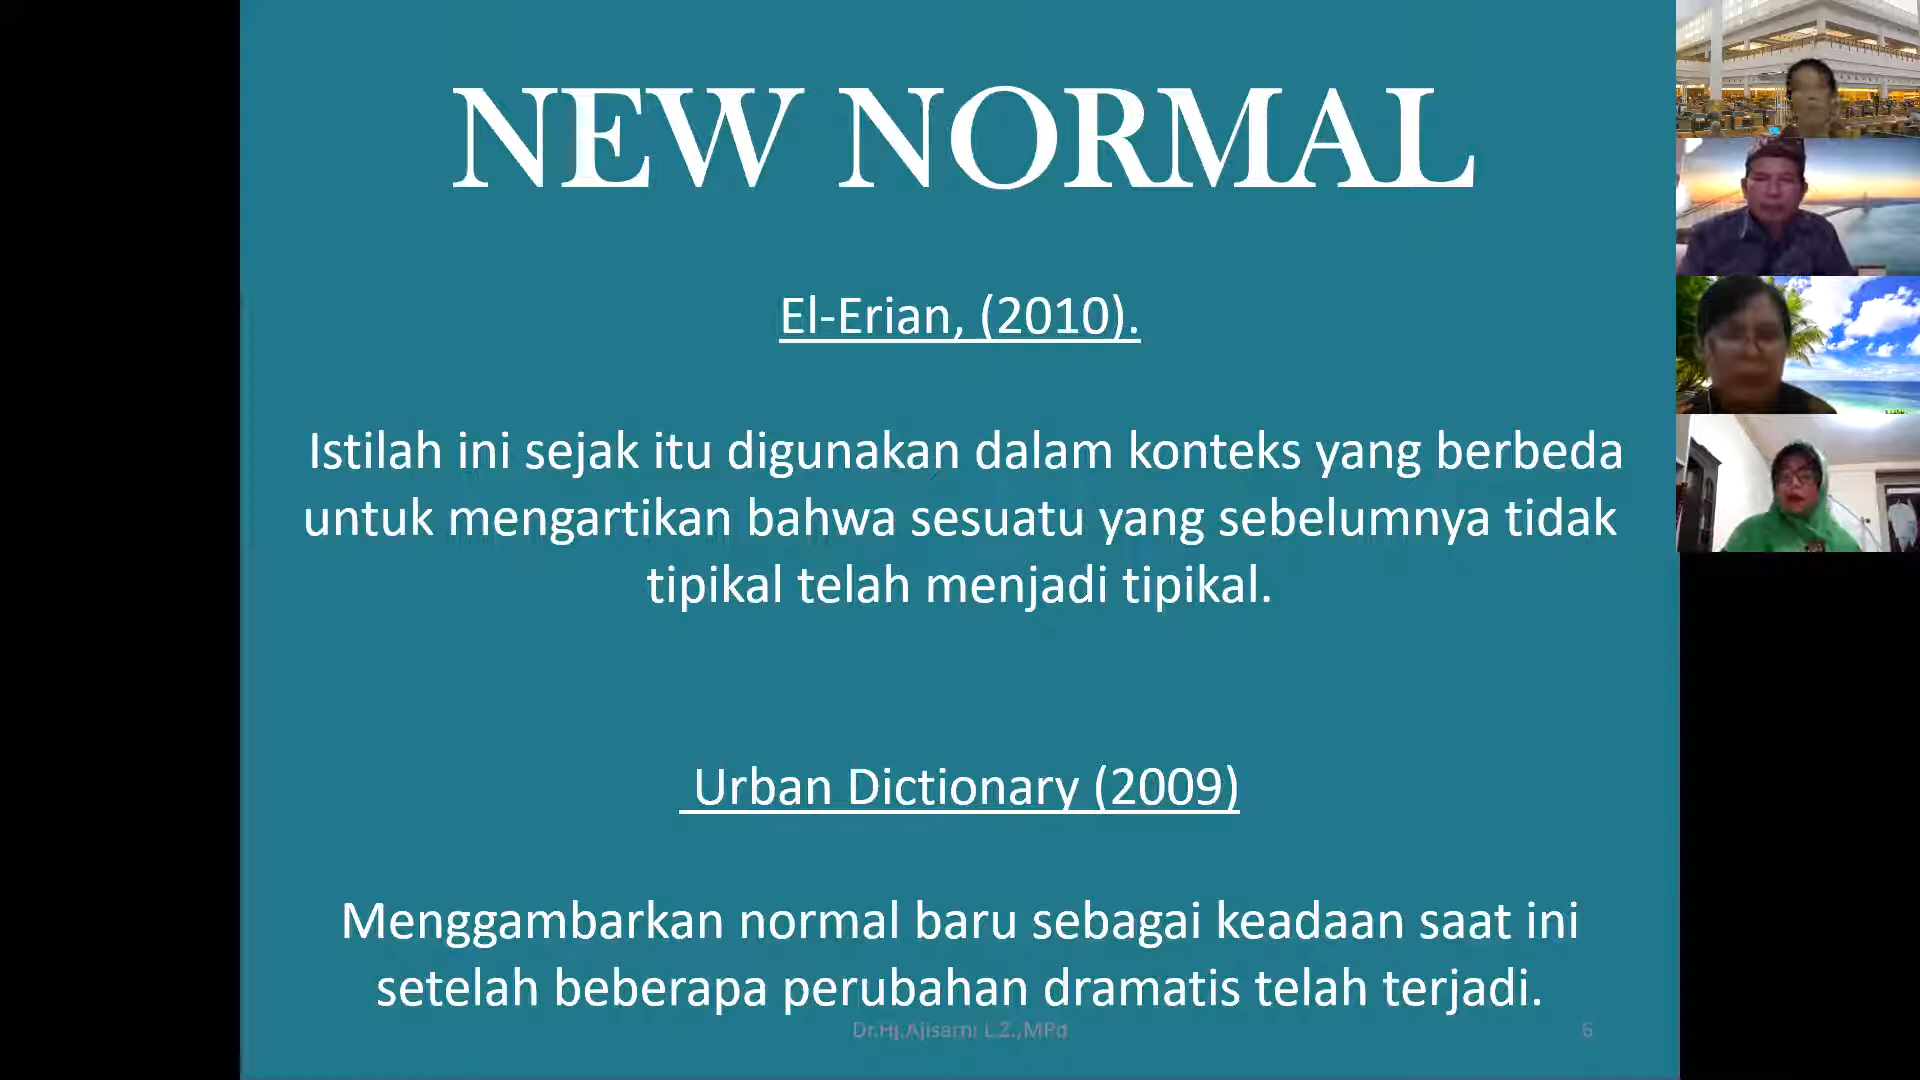 NEW NORMAL
El-Erian, (2010).
Istilah ini sejak itu digunakan dalam konteks yang berbeda
untuk mengartikan bahwa sesuatu yang sebelumnya tidak
tipikal telah menjadi tipikal.
Urban Dictionary (2009)
Menggambarkan normal baru sebagai keadaan saat ini
setelah beberapa perubahan dramatis telah terjadi.
Dr.Hj.Ajisarni L.Z.,MPd
6